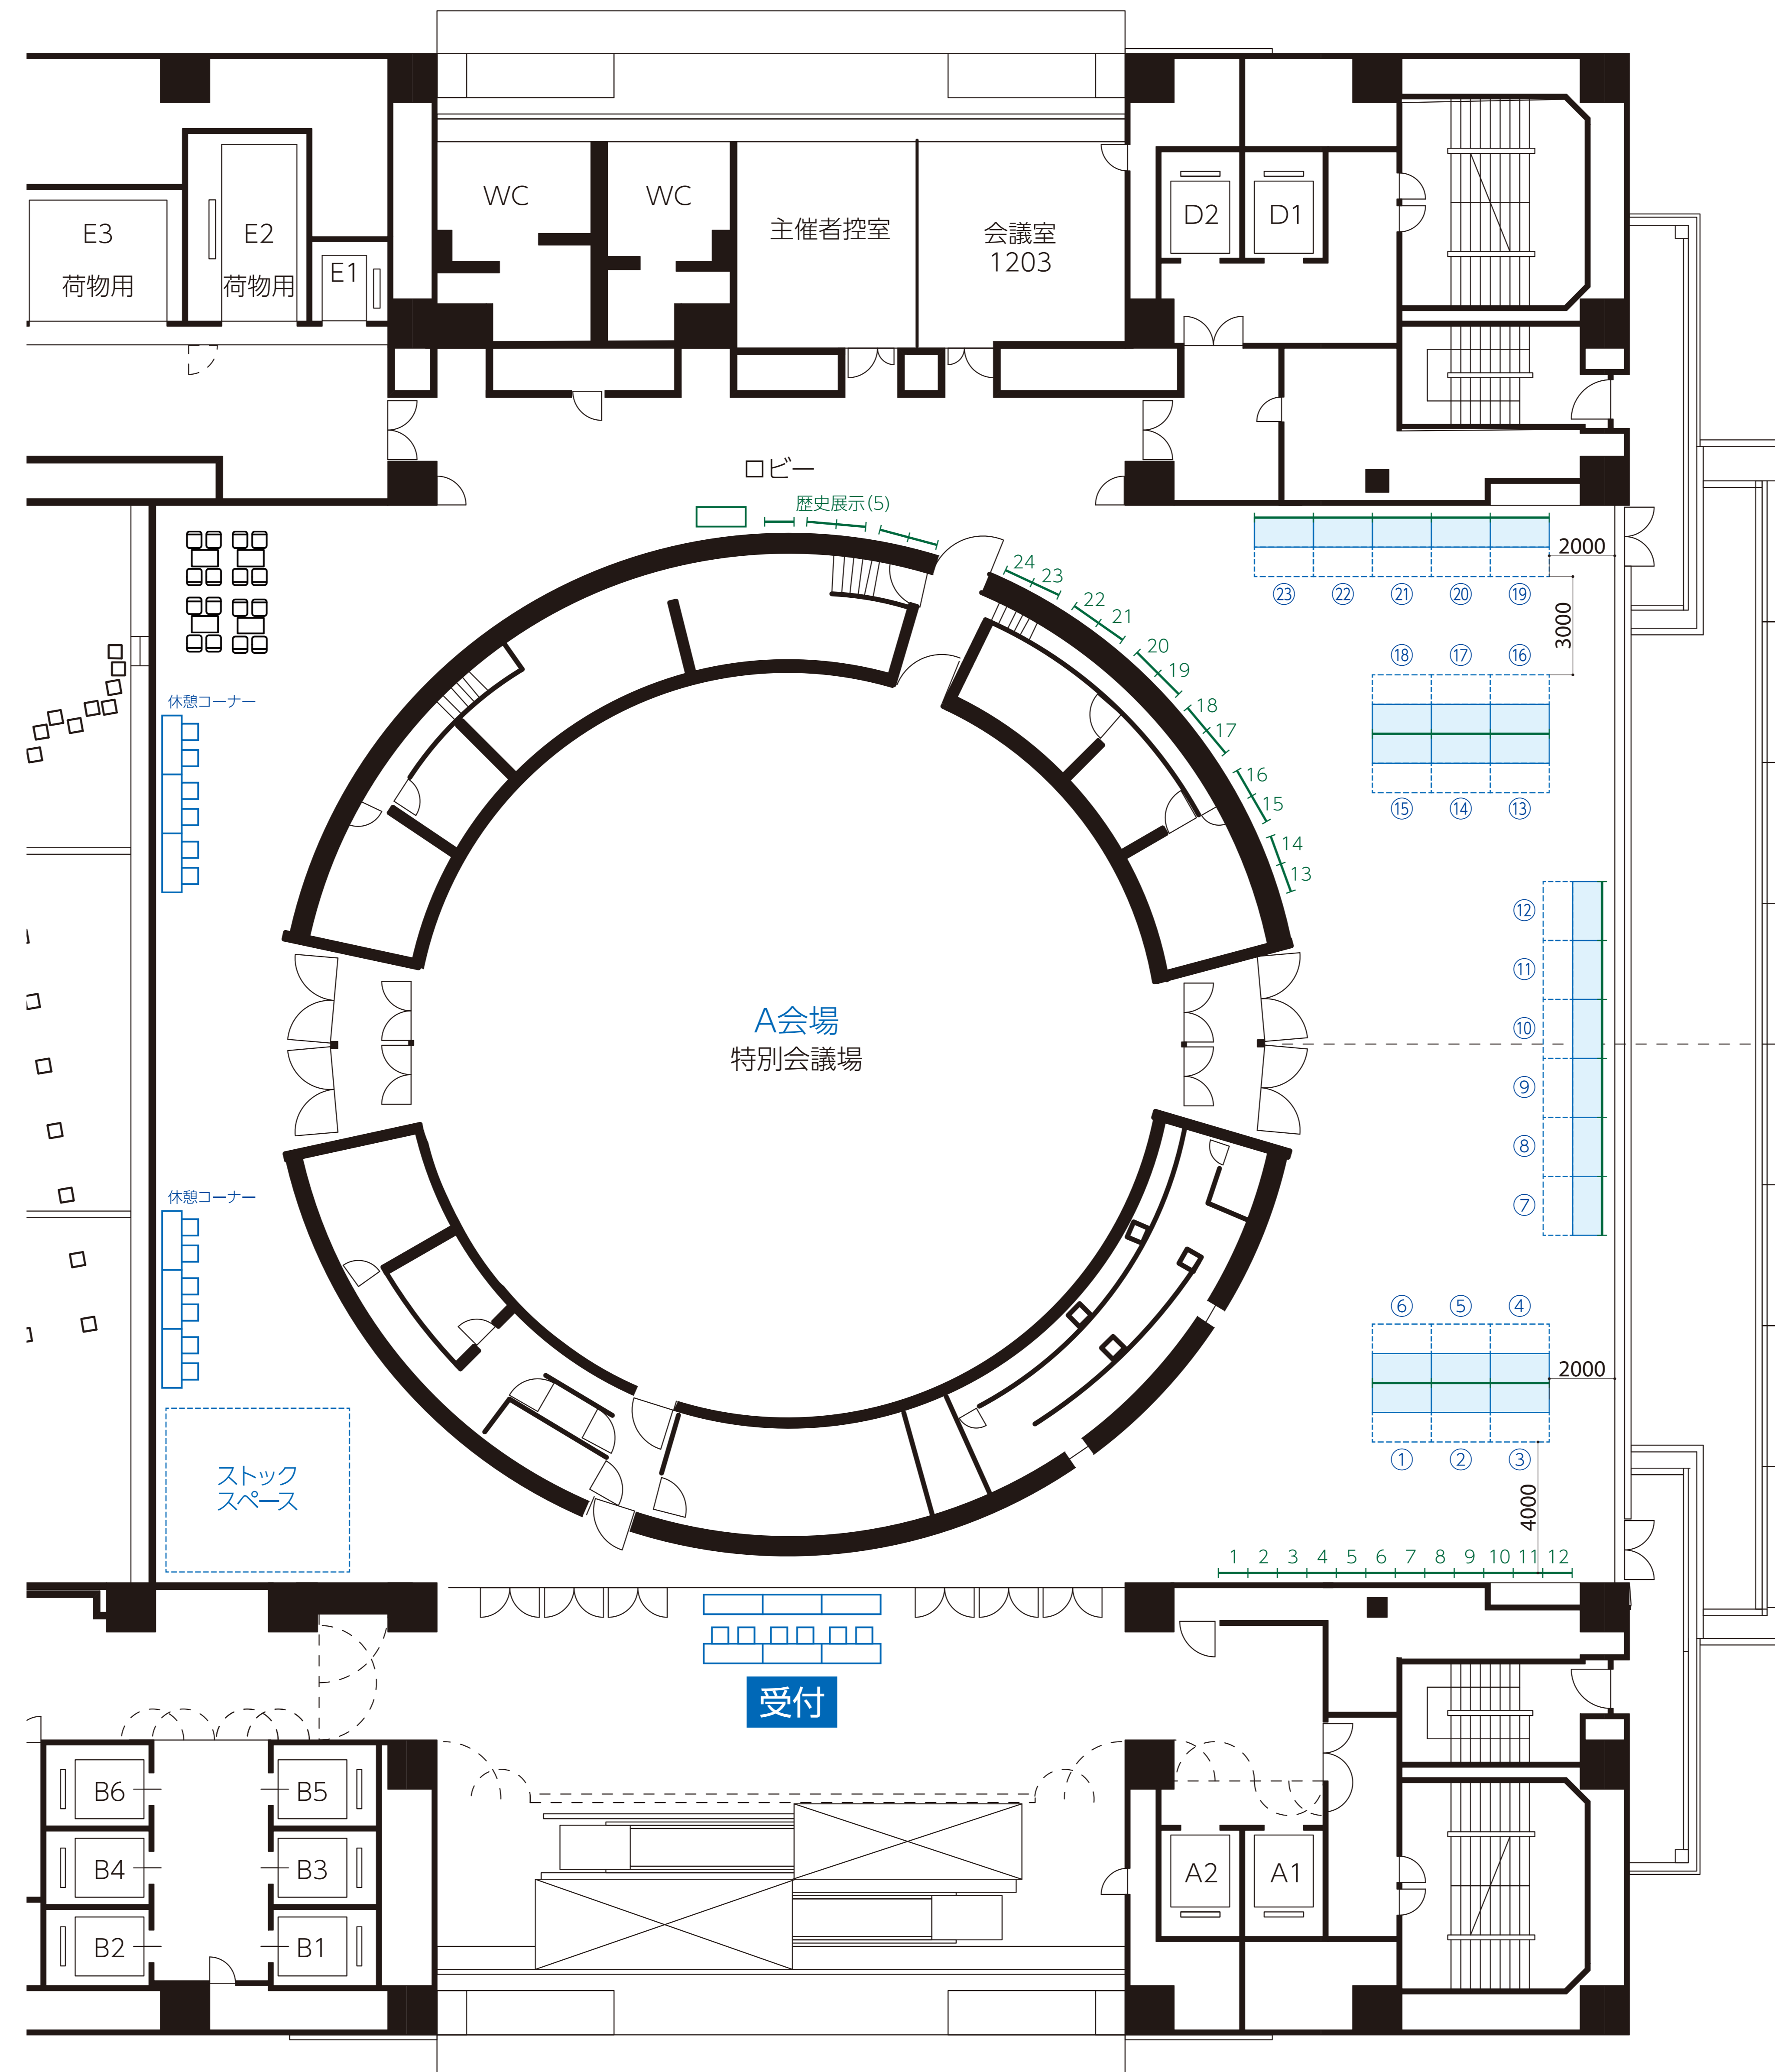 WC
WC
主催者控室
会議室
1203
D2
D1
E3
荷物用
E2
荷物用
E1
ロビー
歴史展示(5)
24
23
22
21
20
19
18
17
16
15
14
13
㉓
㉒
㉑
⑳
⑲
2000
3000
⑱
⑰
⑯
⑮
⑭
⑬
休憩コーナー
⑫
⑪
⑩
⑨
⑧
⑦
A会場
特別会議場
休憩コーナー
⑥
⑤
④
2000
①
②
③
4000
ストック
スペース
1 2 3 4 5 6 7 8 9 10 11 12
受付
B6
B5
B4
B3
B2
B1
A2
A1